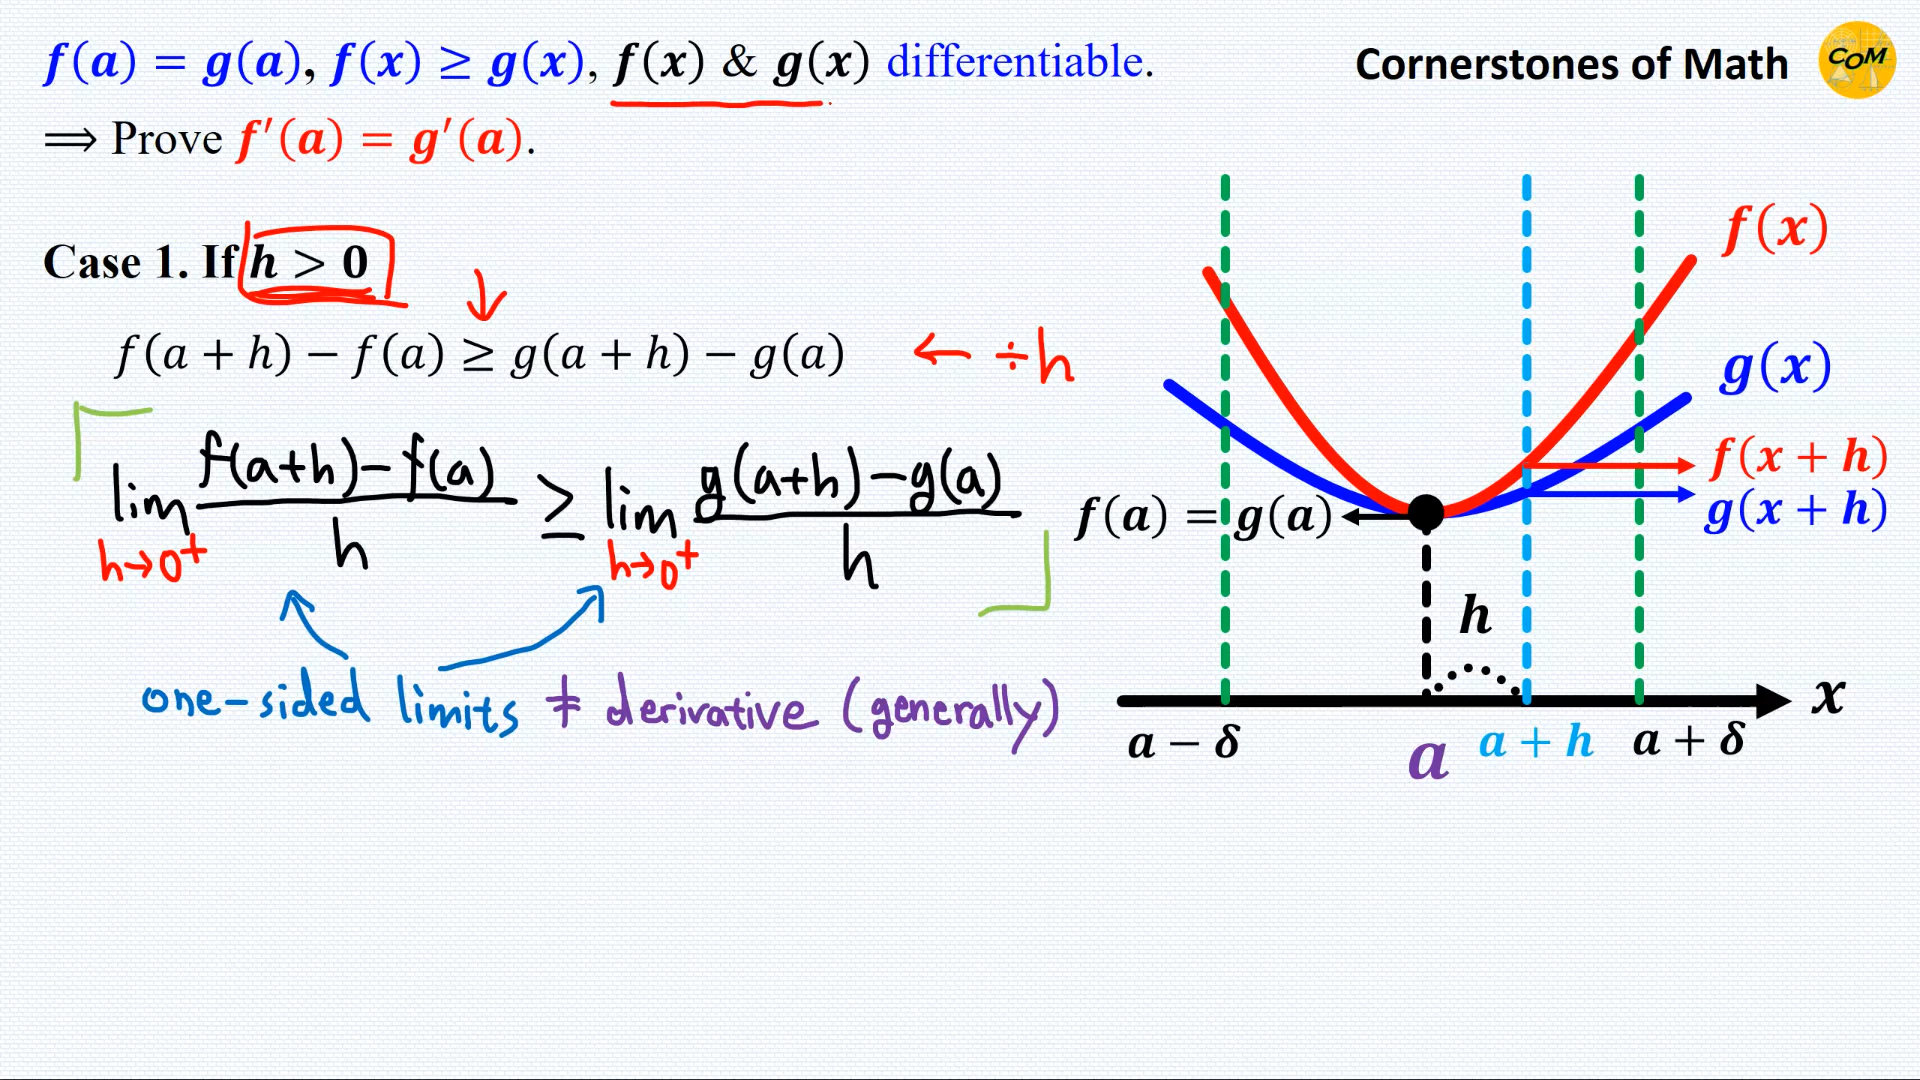 f(a) = g(a), f(x) ≥ g(x), f(x) & g(x) differentiable.
Cornerstones of Math
COM
⟹ Prove f′(a) = g′(a).
Case 1. If h > 0
f(a + h) − f(a) ≥ g(a + h) − g(a) ← ÷h
lim h→0⁺ f(a+h)−f(a) / h ≥ lim h→0⁺ g(a+h)−g(a) / h
one-sided limits ≠ derivative (generally)
f(x)
g(x)
f(x + h)
g(x + h)
f(a) = g(a)
h
x
a − δ
a
a + h
a + δ